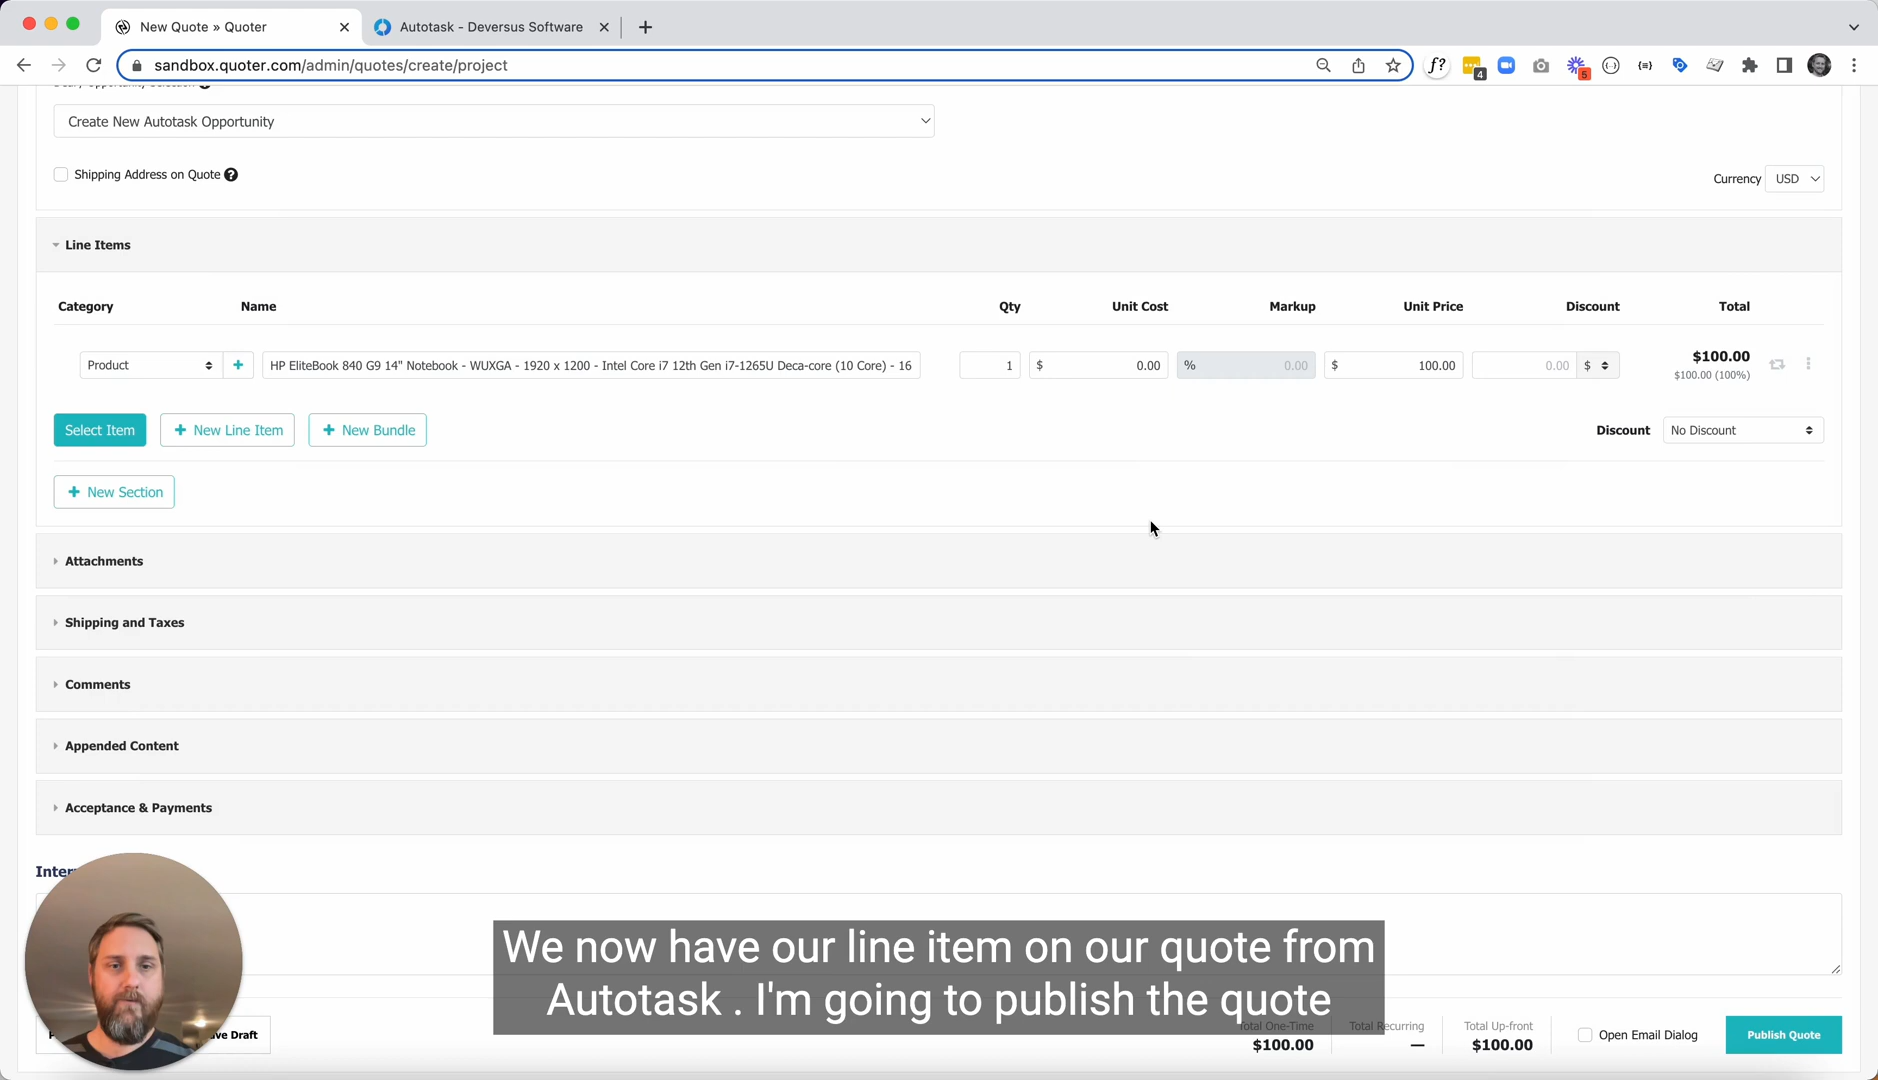 New Quote » Quoter
Autotask - Deversus Software
sandbox.quoter.com/admin/quotes/create/project
f?
4
5
Create New Autotask Opportunity
Shipping Address on Quote ?
Currency USD
Line Items
Category Name Qty Unit Cost Markup Unit Price Discount Total
Product + HP EliteBook 840 G9 14" Notebook - WUXGA - 1920 x 1200 - Intel Core i7 12th Gen i7-1265U Deca-core (10 Core) - 16 1 $ 0.00 % 0.00 $ 100.00 0.00 $ $100.00
$100.00 (100%)
Select Item + New Line Item + New Bundle Discount No Discount
+ New Section
Attachments
Shipping and Taxes
Comments
Appended Content
Acceptance & Payments
We now have our line item on our quote from
Autotask . I'm going to publish the quote
Draft
Total One-Time Total Recurring Total Up-front
$100.00 — $100.00
Open Email Dialog
Publish Quote